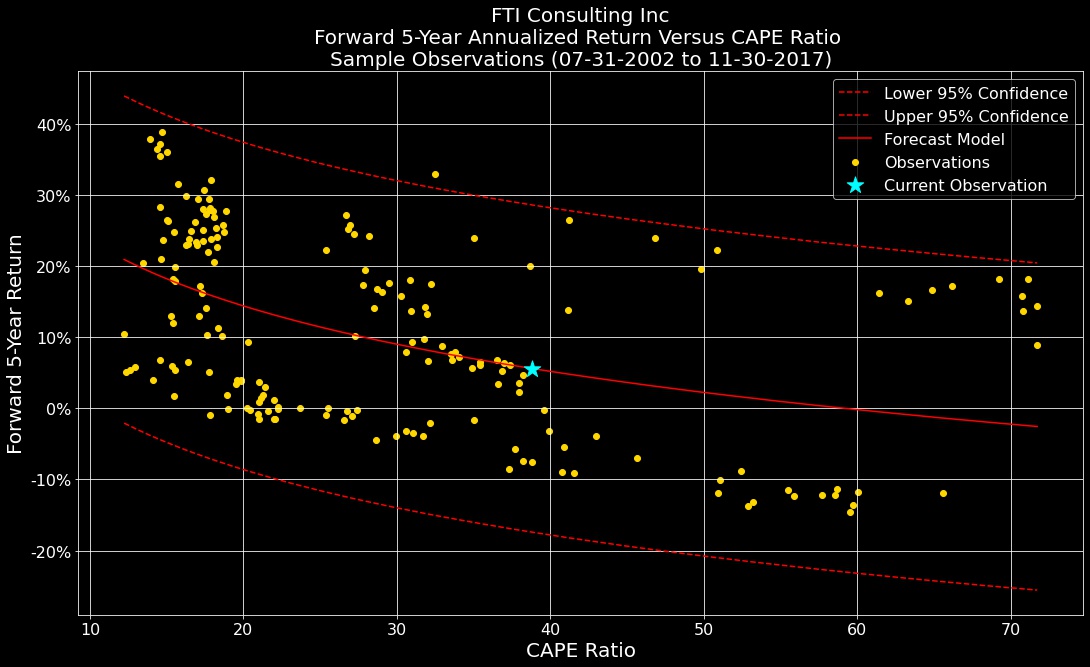 FTI Consulting Inc
Forward 5-Year Annualized Return Versus CAPE Ratio
Sample Observations (07-31-2002 to 11-30-2017)
Lower 95% Confidence
Upper 95% Confidence
Forecast Model
Observations
Current Observation
Forward 5-Year Return
40%
30%
20%
10%
0%
-10%
-20%
10 20 30 40 50 60 70
CAPE Ratio